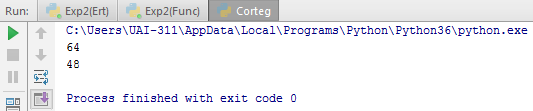 Run: Exp2(Ert) Exp2(Func) Corteg
C:\Users\UAI-311\AppData\Local\Programs\Python\Python36\python.exe
64
48
Process finished with exit code 0